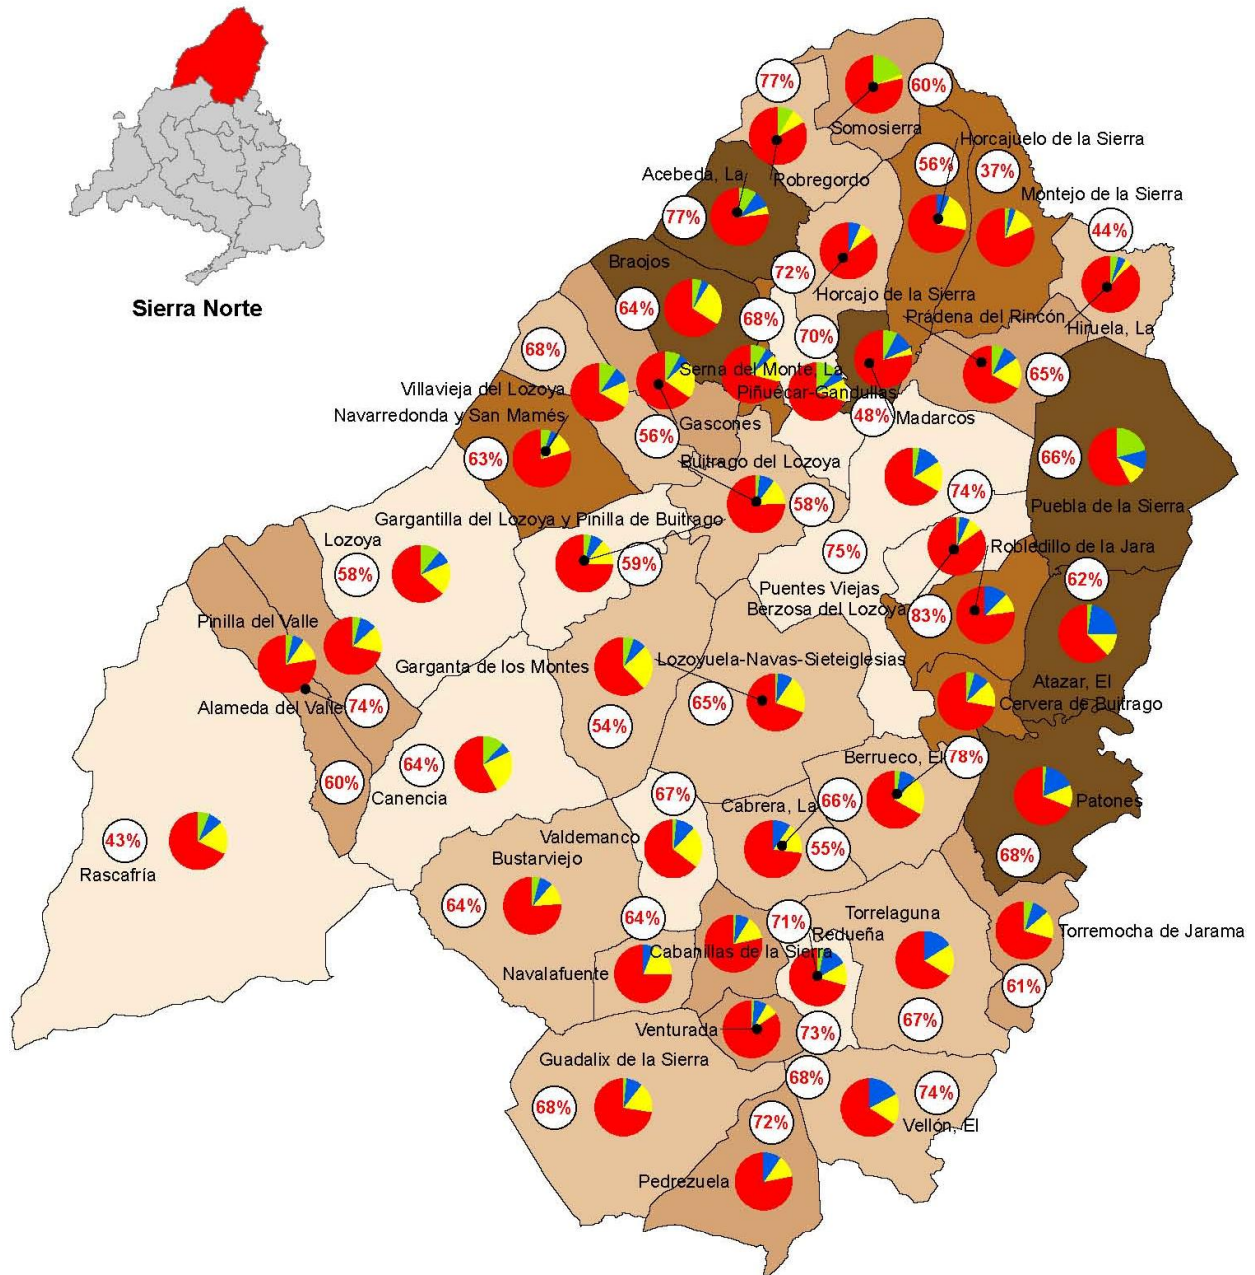 77%
60%
Somosierra
Horcajuelo de la Sierra
56%
37%
Acebeda, La
Robregordo
Montejo de la Sierra
77%
44%
Braojos
72%
Horcajo de la Sierra
Sierra Norte
64%
68%
Prádena del Rincón
Hiruela, La
70%
68%
Serna del Monte, La
65%
Villavieja del Lozoya
Piñuécar-Gandullas
Navarredonda y San Mamés
Gascones
48%
Madarcos
56%
63%
Buitrago del Lozoya
66%
74%
58%
Puebla de la Sierra
Gargantilla del Lozoya y Pinilla de Buitrago
Lozoya
75%
Robledillo de la Jara
58%
59%
62%
Puentes Viejas
Berzosa del Lozoya
83%
Pinilla del Valle
Garganta de los Montes
Lozoyuela-Navas-Sieteiglesias
Atazar, El
Cervera de Buitrago
Alameda del Valle
74%
65%
54%
Berrueco, El
78%
64%
60%
Canencia
67%
66%
Cabrera, La
Patones
Valdemanco
43%
55%
68%
Rascafría
Bustarviejo
64%
64%
71%
Torrelaguna
Redueña
Torremocha de Jarama
Cabanillas de la Sierra
Navalafuente
61%
67%
Venturada
73%
Guadalix de la Sierra
68%
74%
68%
72%
Vellón, El
Pedrezuela